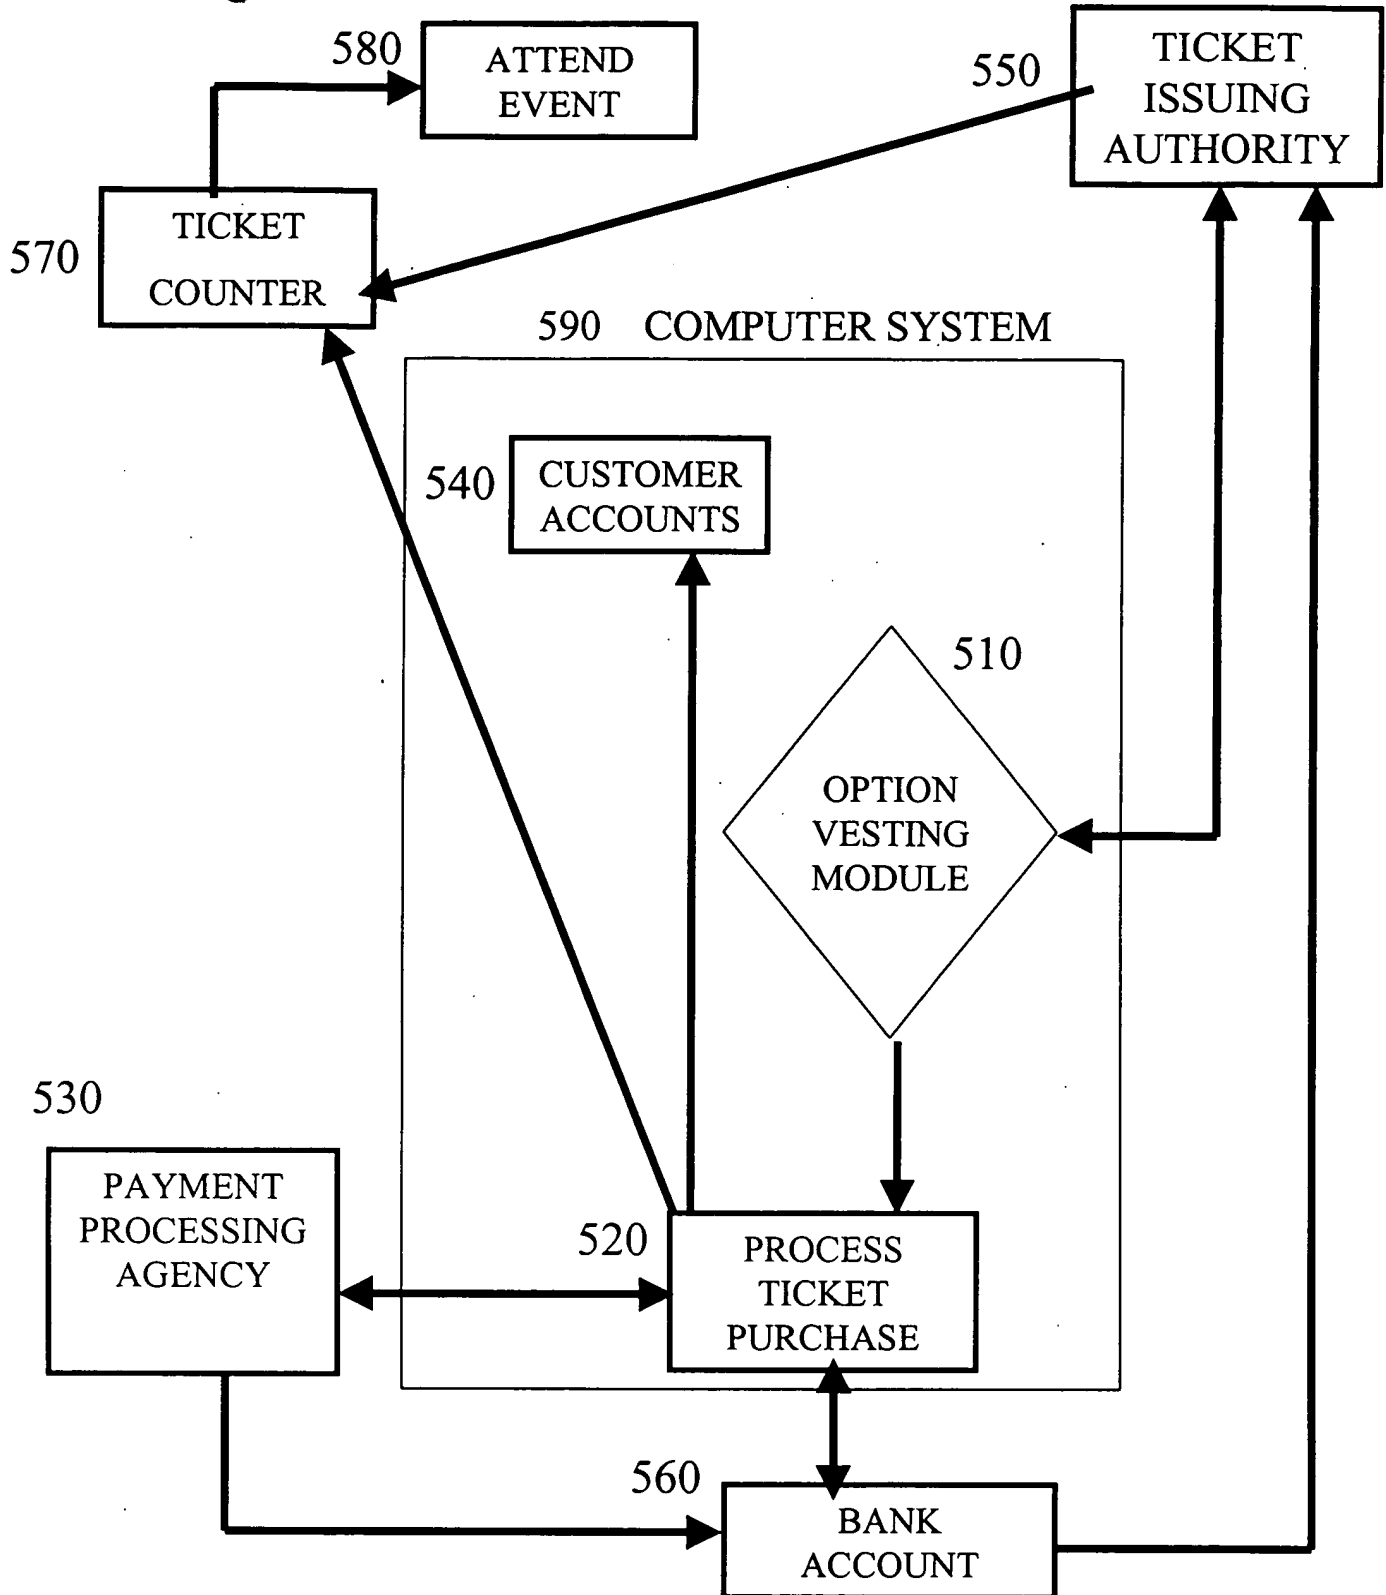 580
ATTEND
EVENT
550
TICKET
ISSUING
AUTHORITY
570
TICKET
COUNTER
590 COMPUTER SYSTEM
540
CUSTOMER
ACCOUNTS
510
OPTION
VESTING
MODULE
530
PAYMENT
PROCESSING
AGENCY
520
PROCESS
TICKET
PURCHASE
560
BANK
ACCOUNT